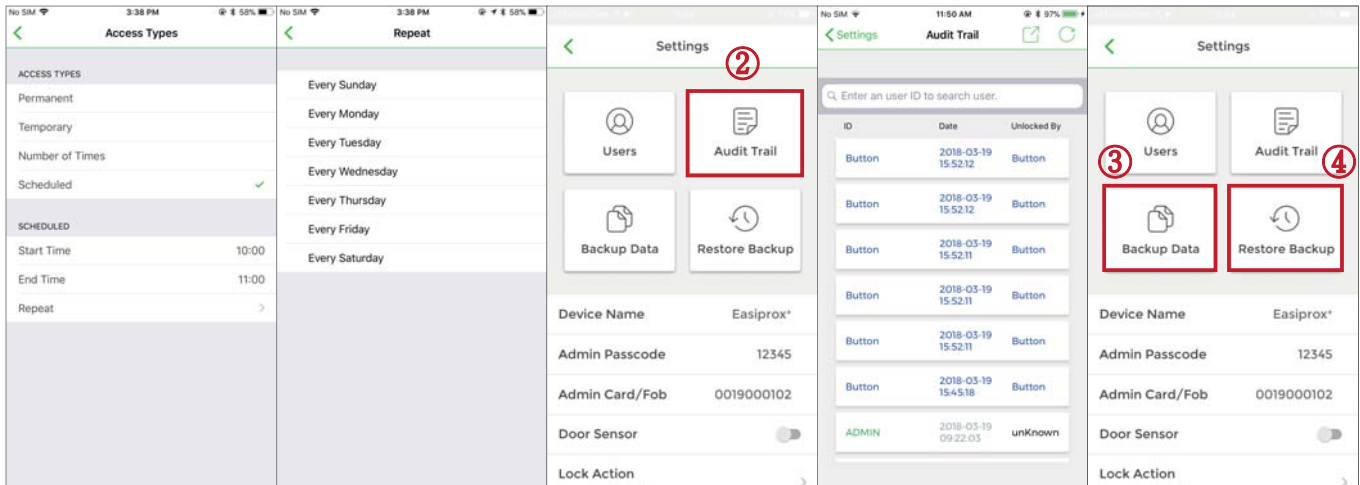 No SIM
3:38 PM
58%
Access Types
ACCESS TYPES
Permanent
Temporary
Number of Times
Scheduled
SCHEDULED
Start Time 10:00
End Time 11:00
Repeat
No SIM
3:38 PM
58%
Repeat
Every Sunday
Every Monday
Every Tuesday
Every Wednesday
Every Thursday
Every Friday
Every Saturday
Settings
②
Users
Audit Trail
Backup Data
Restore Backup
Device Name Easiprox+
Admin Passcode 12345
Admin Card/Fob 0019000102
Door Sensor
Lock Action
No SIM
11:50 AM
97%
Settings
Audit Trail
Enter an user ID to search user.
ID Date Unlocked By
Button 2018-03-19 Button
15:52:12
Button 2018-03-19 Button
15:52:12
Button 2018-03-19 Button
15:52:11
Button 2018-03-19 Button
15:52:11
Button 2018-03-19 Button
15:52:11
Button 2018-03-19 Button
15:45:18
ADMIN 2018-03-19 unKnown
09:22:03
Settings
Users
Audit Trail
③
④
Backup Data
Restore Backup
Device Name Easiprox+
Admin Passcode 12345
Admin Card/Fob 0019000102
Door Sensor
Lock Action